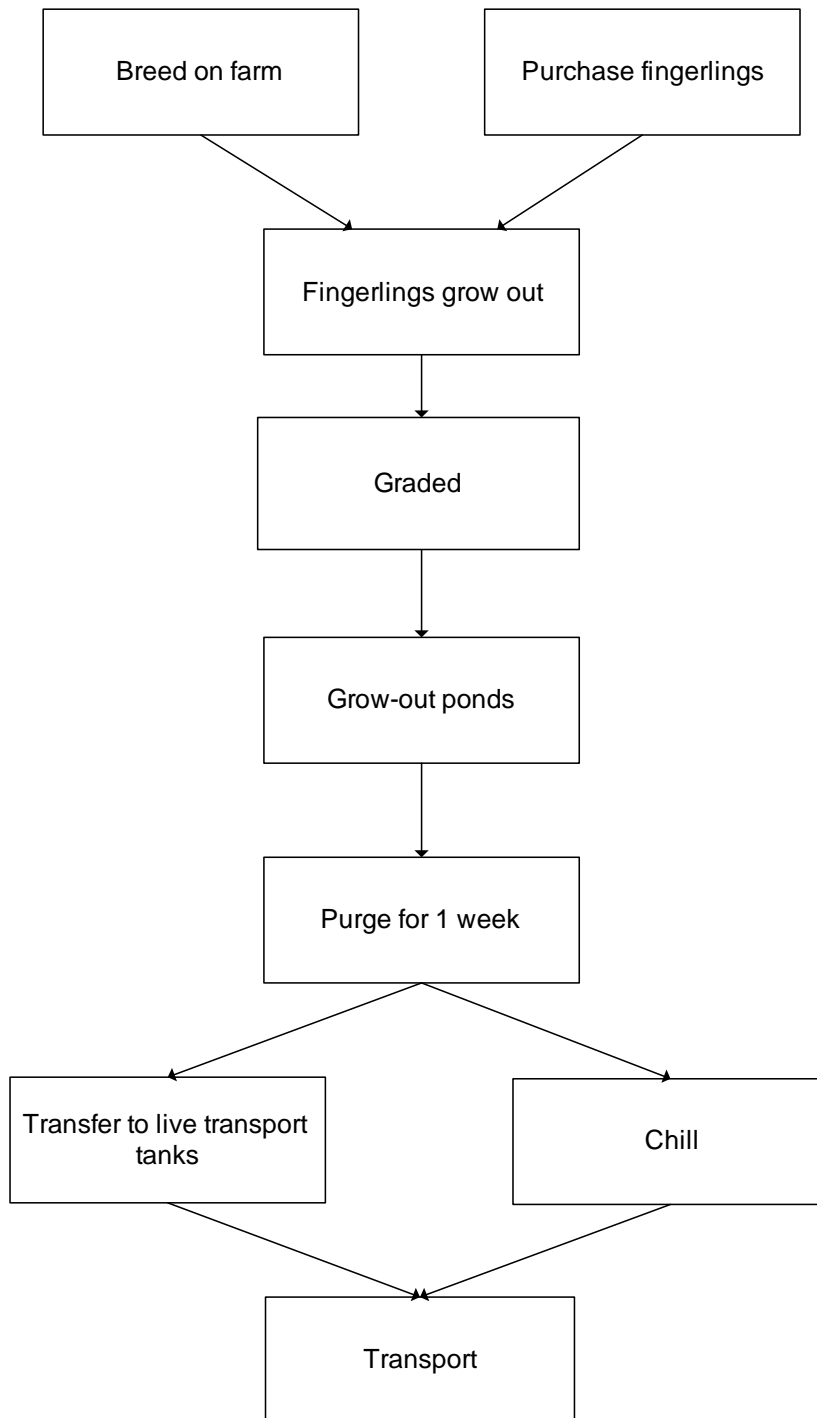 Breed on farm
Purchase fingerlings
Fingerlings grow out
Graded
Grow-out ponds
Purge for 1 week
Transfer to live transport
tanks
Chill
Transport